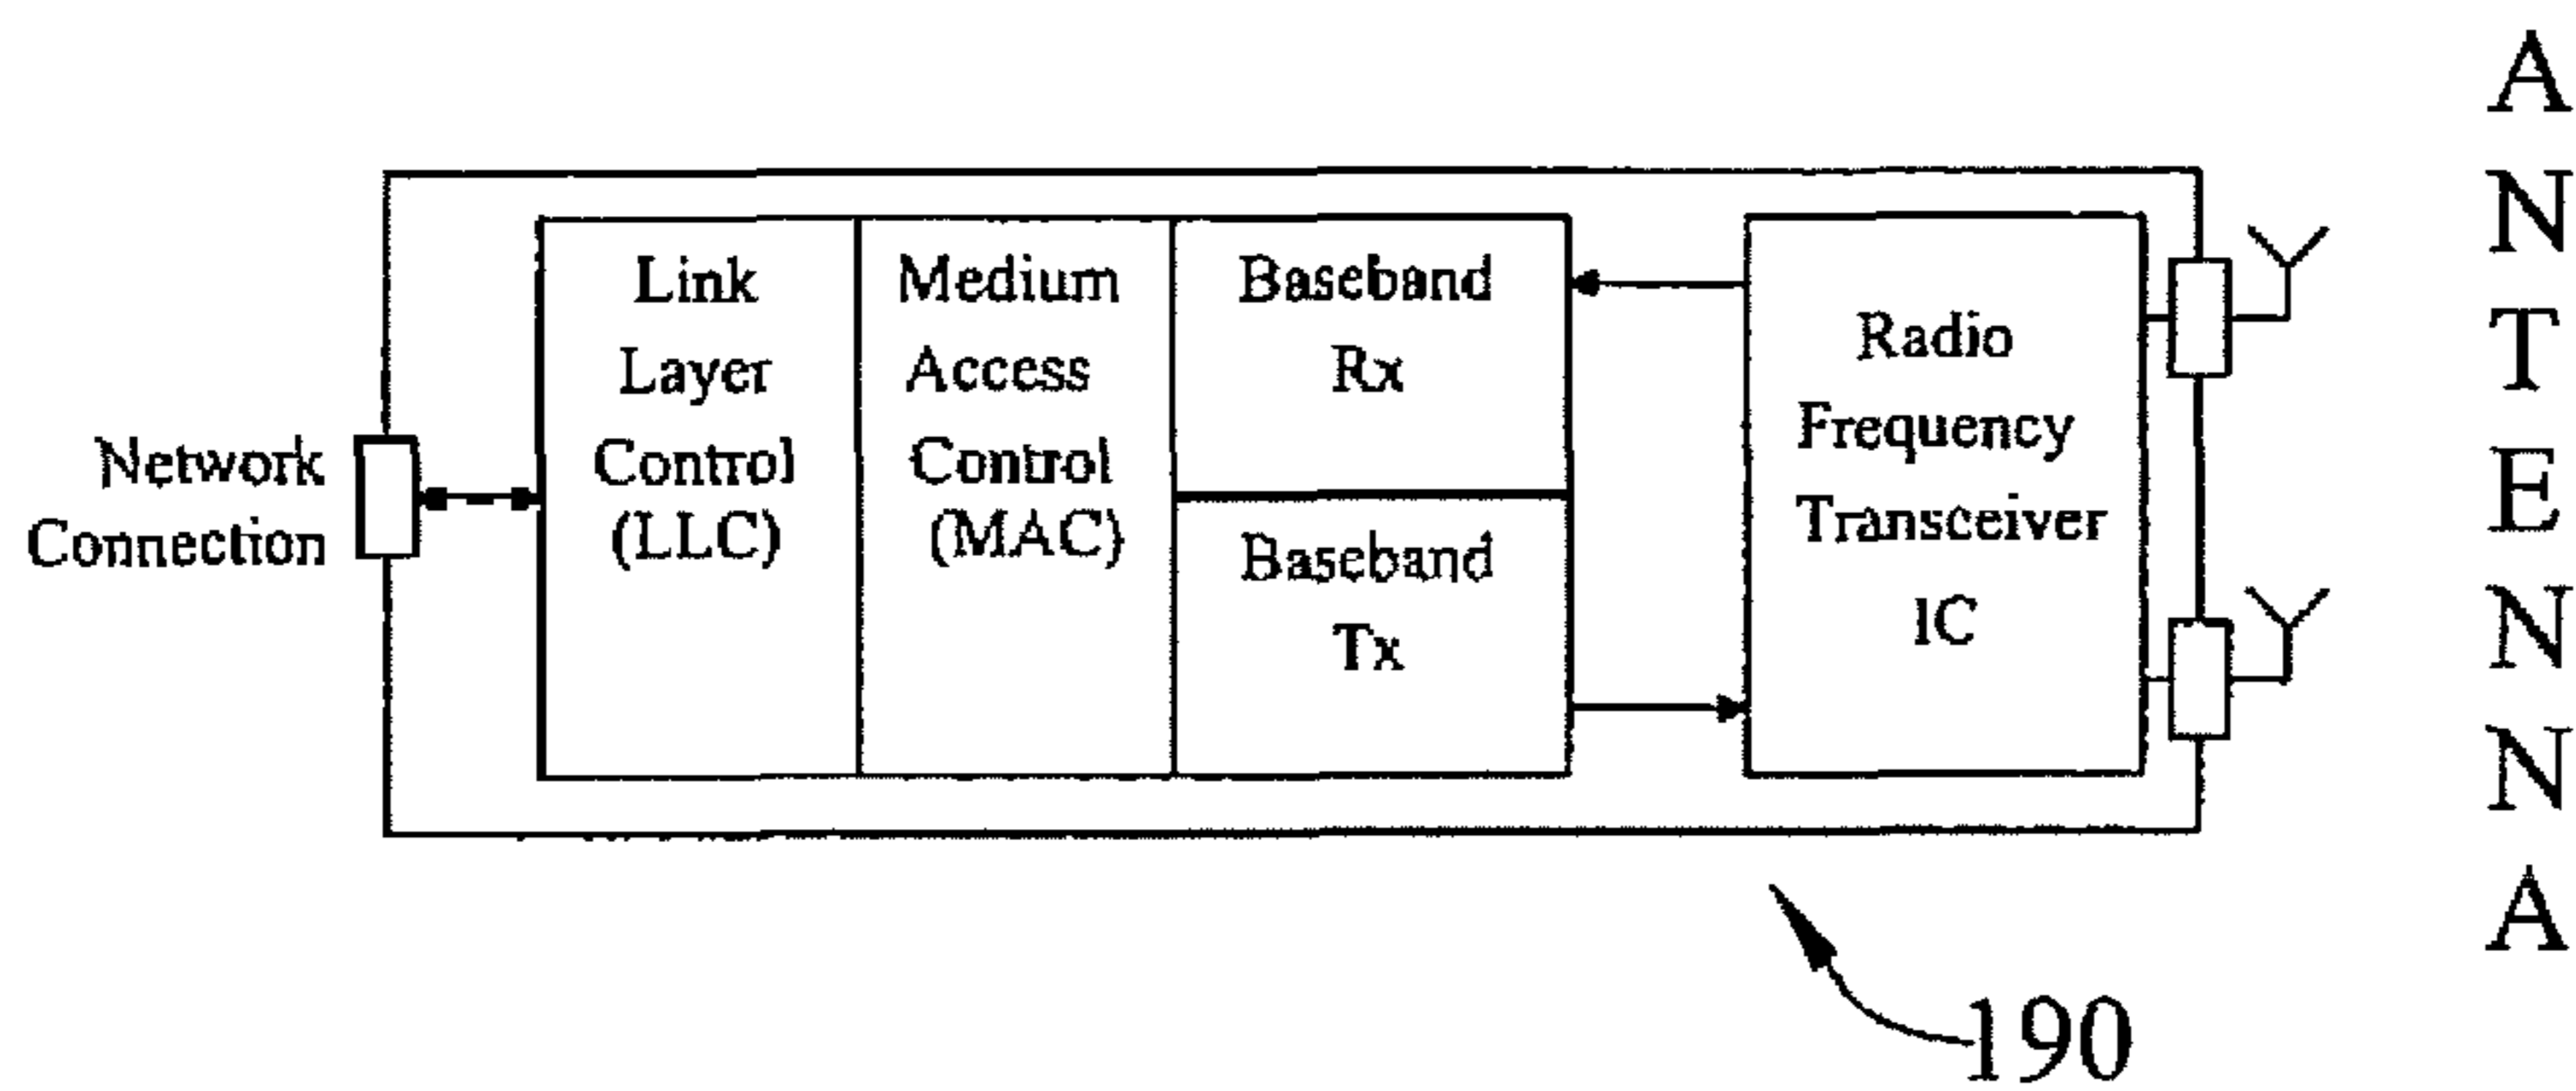 Network
Connection
Link
Layer
Control
(LLC)
Medium
Access
Control
(MAC)
Baseband
Rx
Baseband
Tx
Radio
Frequency
Transceiver
IC
ANTENNA
190